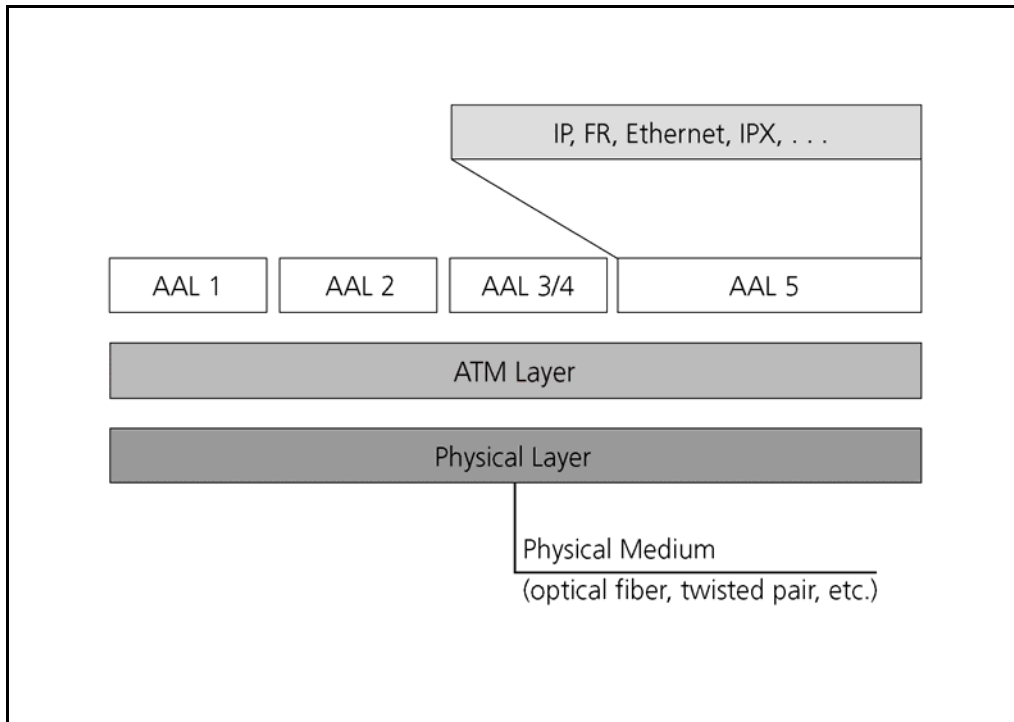 IP, FR, Ethernet, IPX, . . .
AAL 1
AAL 2
AAL 3/4
AAL 5
ATM Layer
Physical Layer
Physical Medium
(optical fiber, twisted pair, etc.)